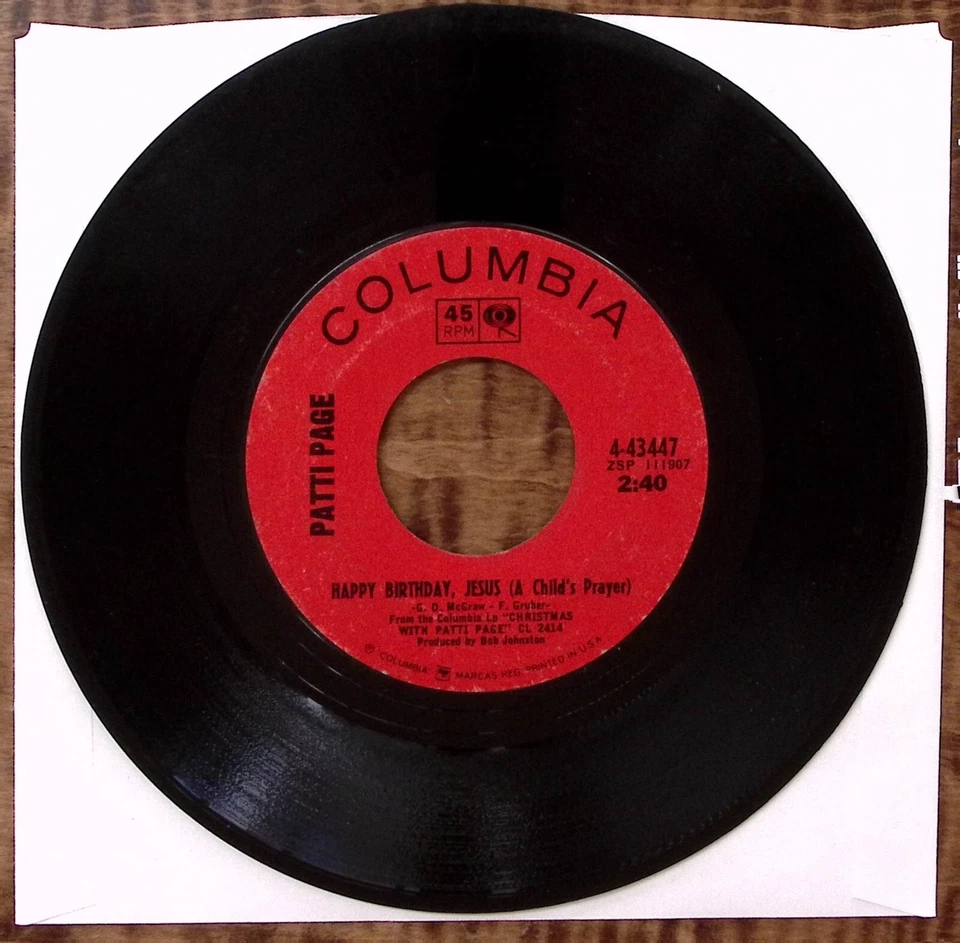 COLUMBIA
45
RPM
PATTI PAGE
4-43447
ZSP 111907
2:40
HAPPY BIRTHDAY, JESUS (A Child's Prayer)
-G. D. McGraw - F. Gruber-
From the Columbia Lp "CHRISTMAS
WITH PATTI PAGE" CL 2414
Produced by Bob Johnston
℗ "COLUMBIA" MARCAS REG. PRINTED IN U.S.A.